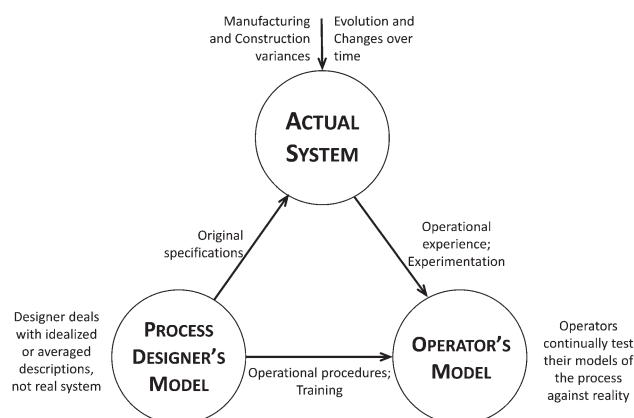 Manufacturing
and Construction
variances
Evolution and
Changes over
time
ACTUAL
SYSTEM
Original
specifications
Operational
experience;
Experimentation
Designer deals
with idealized
or averaged
descriptions,
not real system
PROCESS
DESIGNER'S
MODEL
Operational procedures;
Training
OPERATOR'S
MODEL
Operators
continually test
their models of
the process
against reality